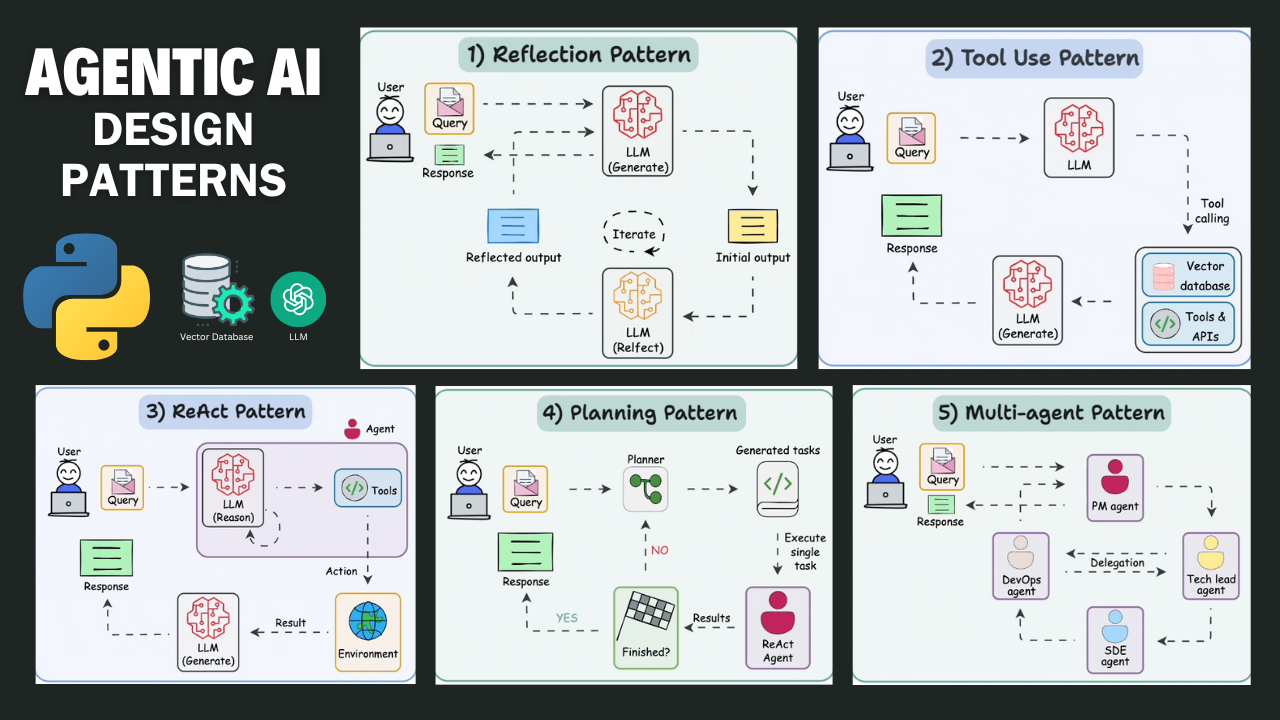 AGENTIC AI
DESIGN
PATTERNS
Vector Database
LLM
1) Reflection Pattern
User
Query
Response
LLM
(Generate)
Reflected output
Iterate
Initial output
LLM
(Relfect)
2) Tool Use Pattern
User
Query
LLM
Tool
calling
Response
LLM
(Generate)
Vector
database
Tools &
APIs
3) ReAct Pattern
Agent
User
Query
LLM
(Reason)
Tools
Response
Action
LLM
(Generate)
Result
Environment
4) Planning Pattern
User
Query
Planner
Generated tasks
Execute
single
task
NO
Response
YES
Finished?
Results
ReAct
Agent
5) Multi-agent Pattern
User
Query
Response
PM agent
DevOps
agent
Delegation
Tech lead
agent
SDE
agent